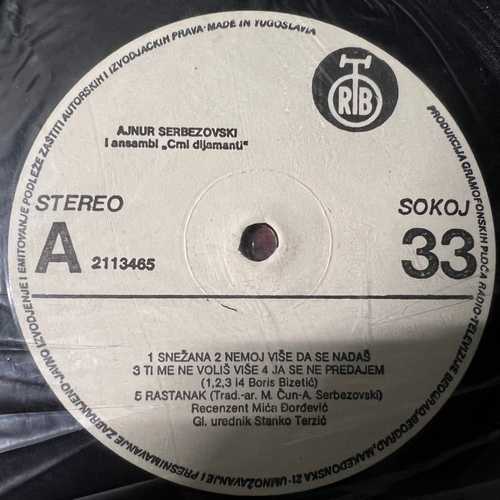 UMNOŽAVANJE I PRESNIMAVANJE ZABRANJENO·JAVNO IZVODJENJE I EMITOVANJE PODLEŽE ZAŠTITI AUTORSKIH I IZVODJAČKIH PRAVA·MADE IN YUGOSLAVIA·
PRODUKCIJA GRAMOFONSKIH PLOČA RADIO-TELEVIZIJE BEOGRAD, BEOGRAD, MAKEDONSKA 21·
RTB
AJNUR SERBEZOVSKI
i ansambl „Crni dijamanti“
STEREO
SOKOJ
A
2113465
33
1 SNEŽANA 2 NEMOJ VIŠE DA SE NADAŠ
3 TI ME NE VOLIŠ VIŠE 4 JA SE NE PREDAJEM
(1,2,3 i4 Boris Bizetić)
5 RASTANAK (Trad.-ar. M. Čun-A. Serbezovski)
Recenzent Mića Đorđević
Gl. urednik Stanko Terzić